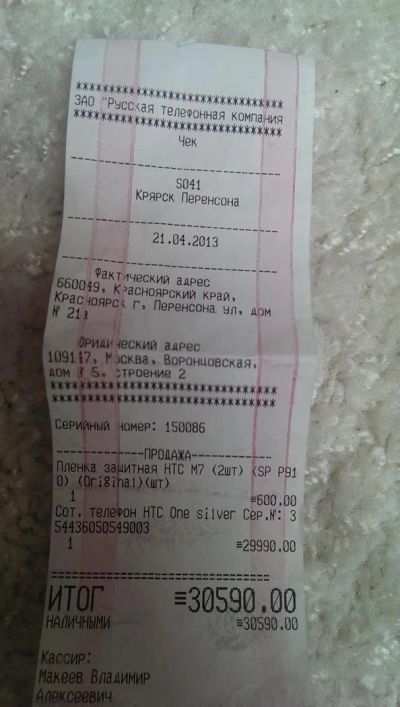 ********************************
ЗАО "Русская Телефонная компания
********************************
Чек
--------------------------------
S041
Крярск Перенсона
--------------------------------
21.04.2013
--------------------------------
Фактический адрес
660049, Красноярский край,
Красноярск г, Перенсона ул, дом
№ 21а
Юридический адрес
109147, Москва, Воронцовская,
дом № 5, строение 2
********************************
********************************
Серийный номер: 150086
------------ПРОДАЖА-------------
Пленка защитная HTC M7 (2шт) (SP P91
0) (Original)(шт)
1 ≡600.00
Сот. телефон HTC One silver Сер.№: 3
54436050549003
1 ≡29990.00
================================
ИТОГ ≡30590.00
НАЛИЧНЫМИ ≡30590.00
Кассир:
Макеев Владимир
Алексеевич